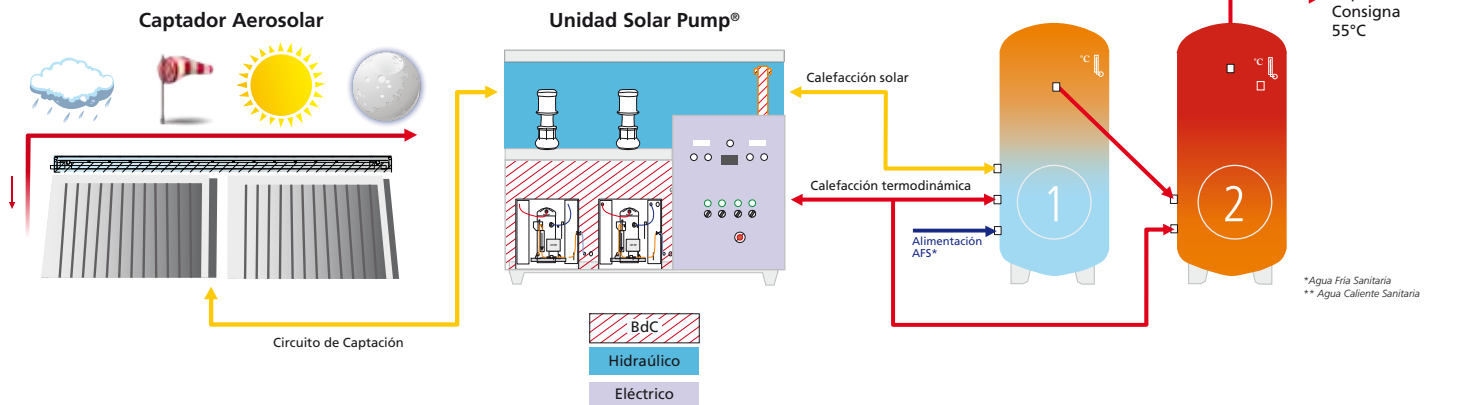 Captador Aerosolar
Unidad Solar Pump®
Consigna
55°C
Calefacción solar
°C
°C
Calefacción termodinámica
1
2
Alimentación
AFS*
*Agua Fría Sanitaria
** Agua Caliente Sanitaria
Circuito de Captación
BdC
Hidraúlico
Eléctrico